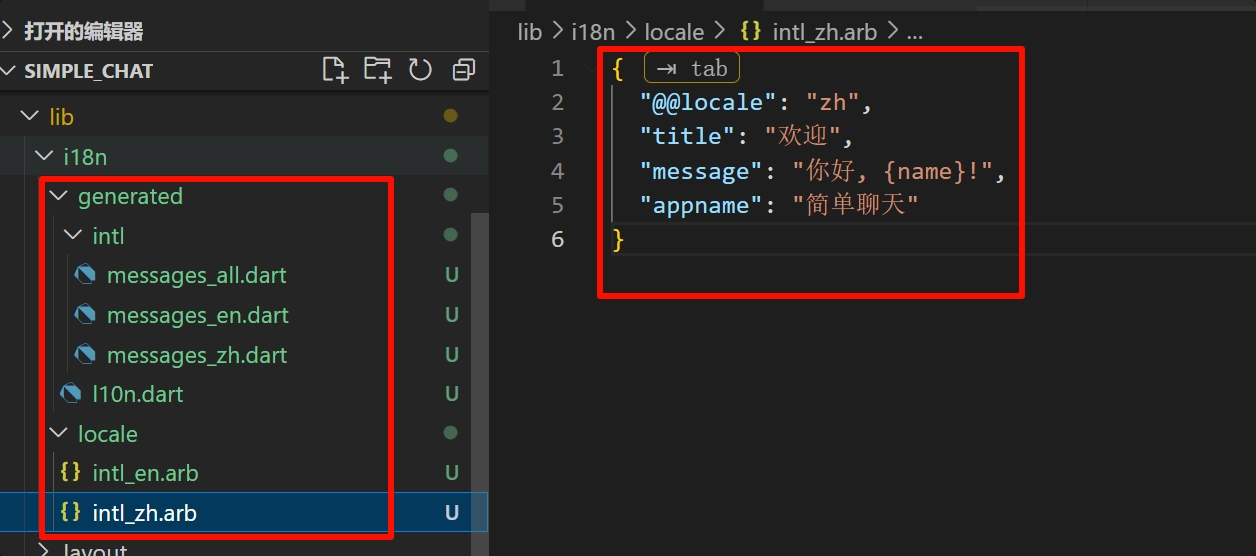 打开的编辑器
SIMPLE_CHAT
lib
i18n
generated
intl
messages_all.dart U
messages_en.dart U
messages_zh.dart U
l10n.dart U
locale
intl_en.arb U
intl_zh.arb U
layout
lib > i18n > locale > {} intl_zh.arb > ...
1 { ⇥ tab
2 "@@locale": "zh",
3 "title": "欢迎",
4 "message": "你好, {name}!",
5 "appname": "简单聊天"
6 }